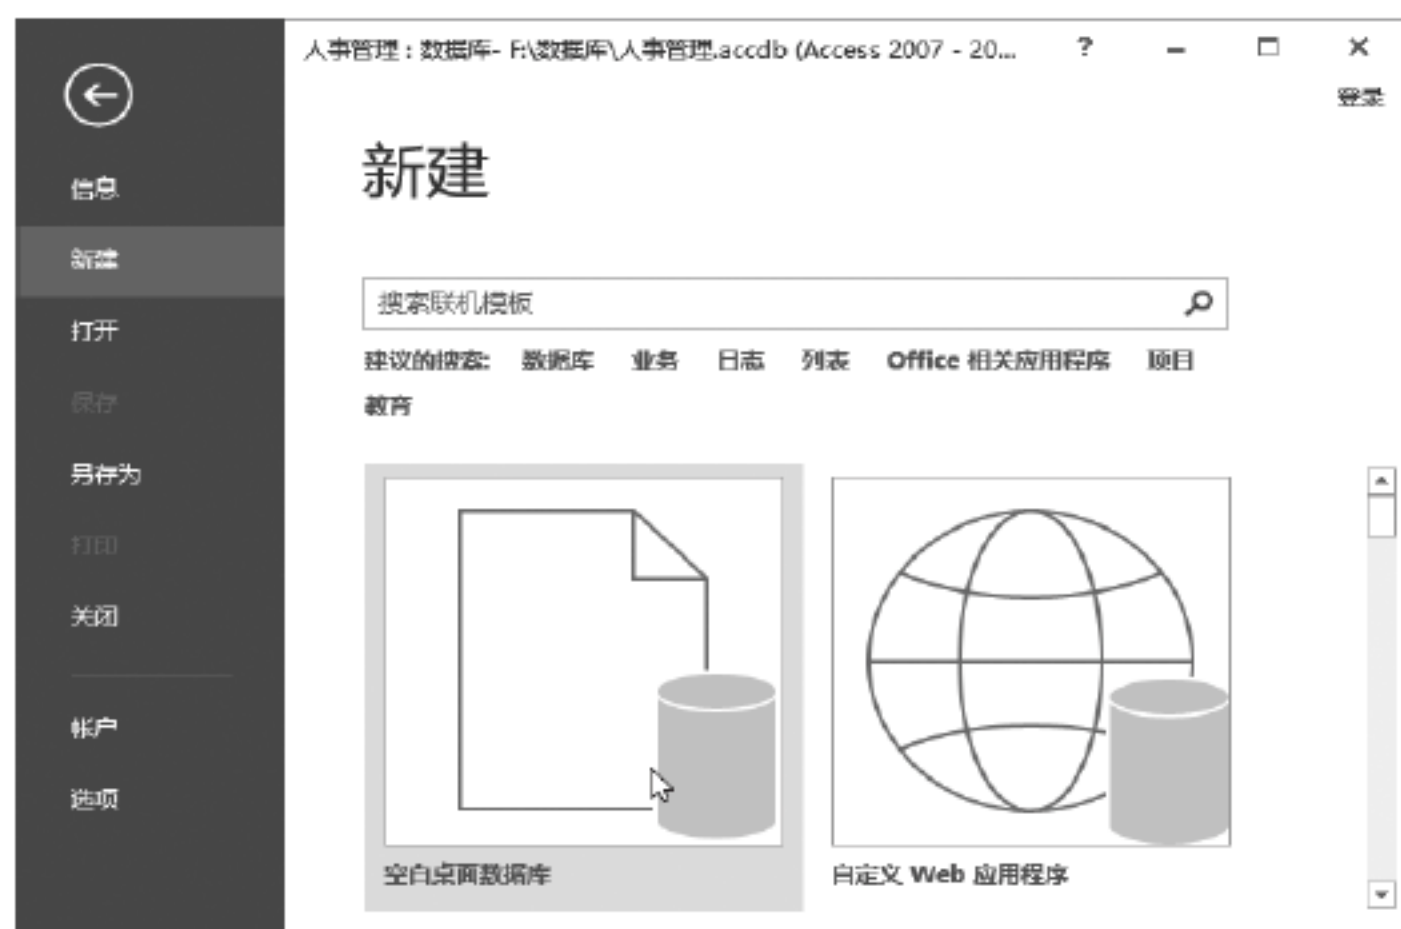 人事管理 : 数据库- F:\数据库\人事管理.accdb (Access 2007 - 20... ?
登录
信息
新建
打开
保存
另存为
打印
关闭
帐户
选项
新建
搜索联机模板
建议的搜索: 数据库 业务 日志 列表 Office 相关应用程序 项目
教育
空白桌面数据库 自定义 Web 应用程序